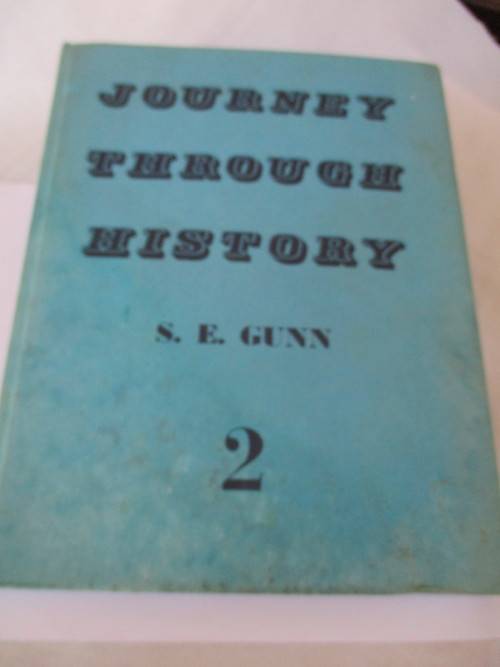 JOURNEY
THROUGH
HISTORY
S. E. GUNN
2